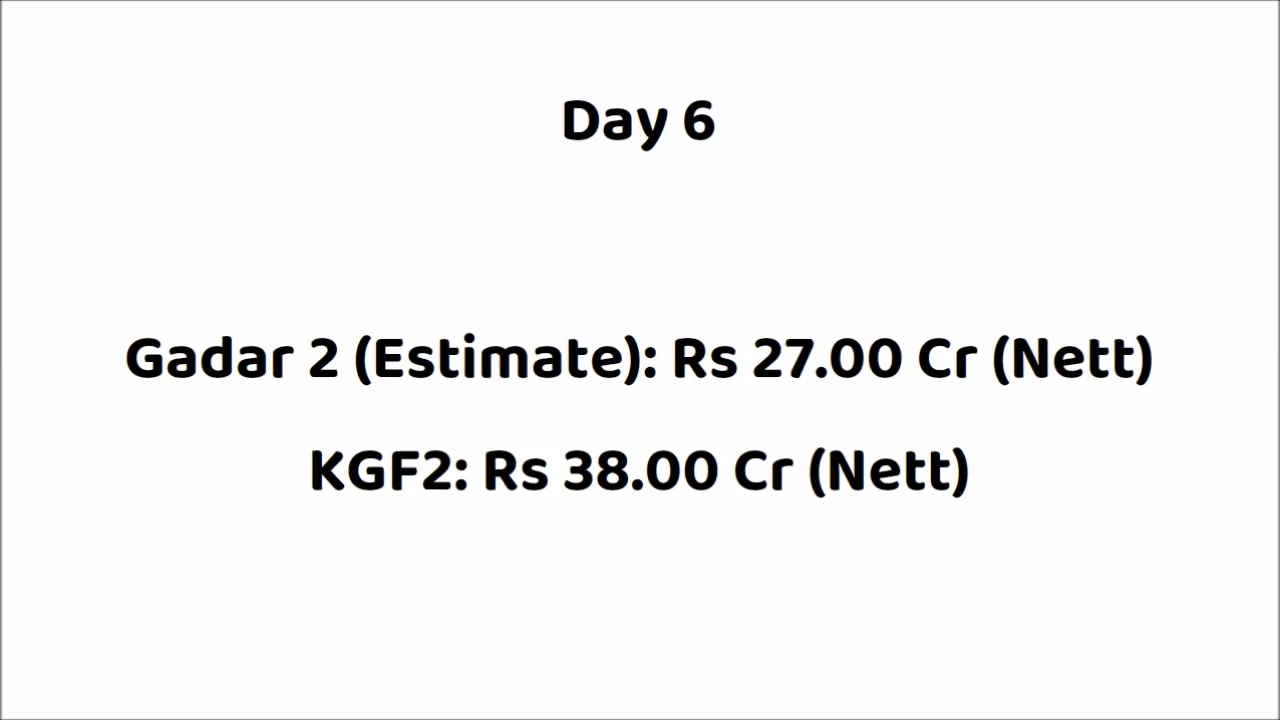 Day 6
Gadar 2 (Estimate): Rs 27.00 Cr (Nett)
KGF2: Rs 38.00 Cr (Nett)